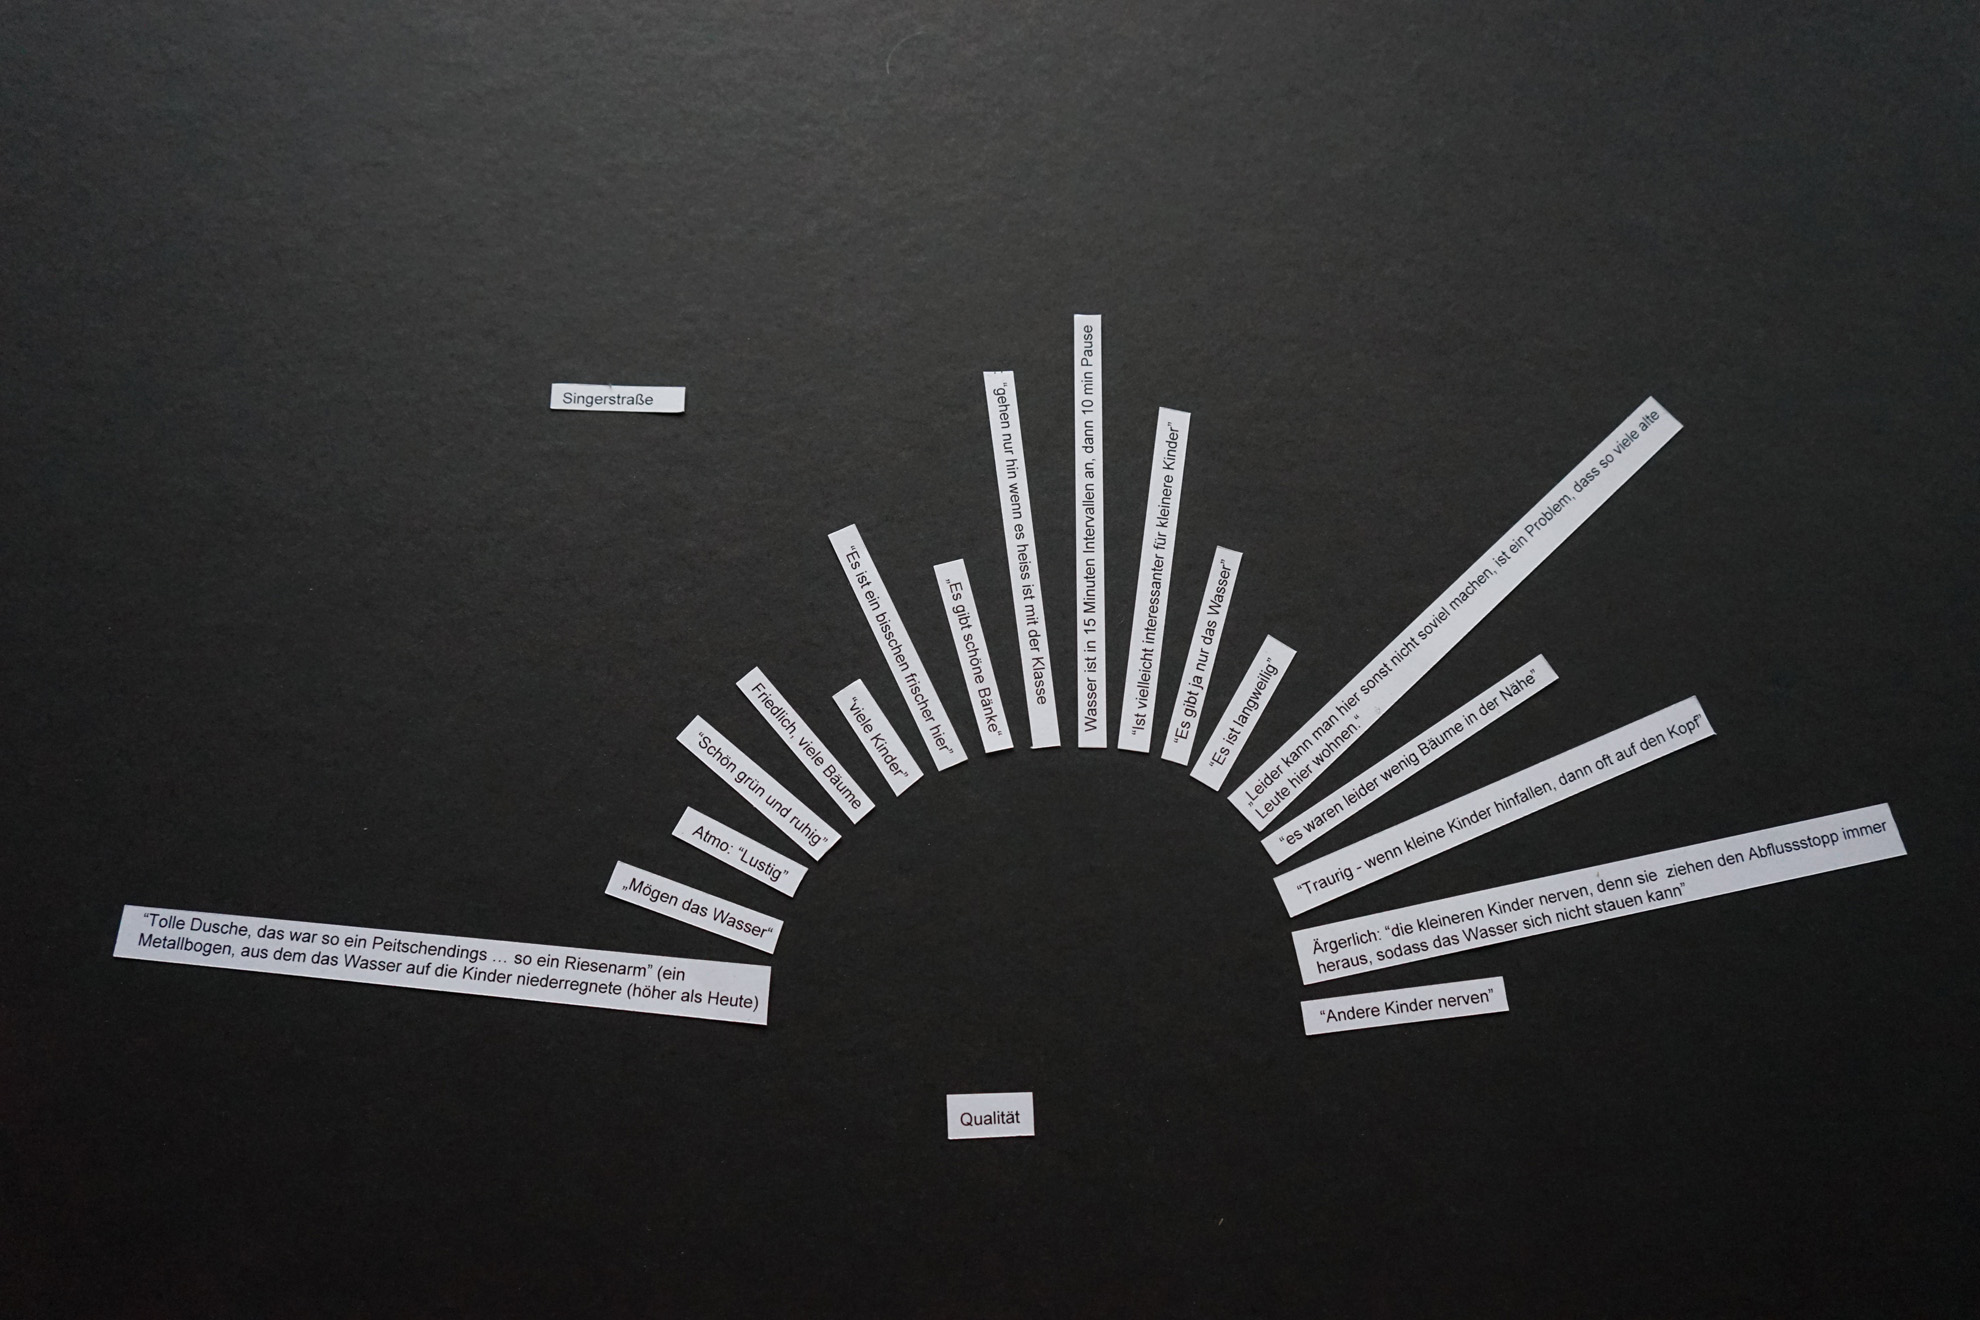 Singerstraße
“Tolle Dusche, das war so ein Peitschendings ... so ein Riesenarm” (ein
Metallbogen, aus dem das Wasser auf die Kinder niederregnete (höher als Heute)
„Mögen das Wasser“
Atmo: “Lustig”
“Schön grün und ruhig”
Friedlich, viele Bäume
“viele Kinder”
“Es ist ein bisschen frischer hier”
„Es gibt schöne Bänke“
“gehen nur hin wenn es heiss ist mit der Klasse
Wasser ist in 15 Minuten Intervallen an, dann 10 min Pause
“Ist vielleicht interessanter für kleinere Kinder”
“Es gibt ja nur das Wasser”
“Es ist langweilig”
„Leider kann man hier sonst nicht soviel machen, ist ein Problem, dass so viele alte
Leute hier wohnen.“
“es waren leider wenig Bäume in der Nähe”
“Traurig - wenn kleine Kinder hinfallen, dann oft auf den Kopf”
Ärgerlich: “die kleineren Kinder nerven, denn sie ziehen den Abflussstopp immer
heraus, sodass das Wasser sich nicht stauen kann”
“Andere Kinder nerven”
Qualität